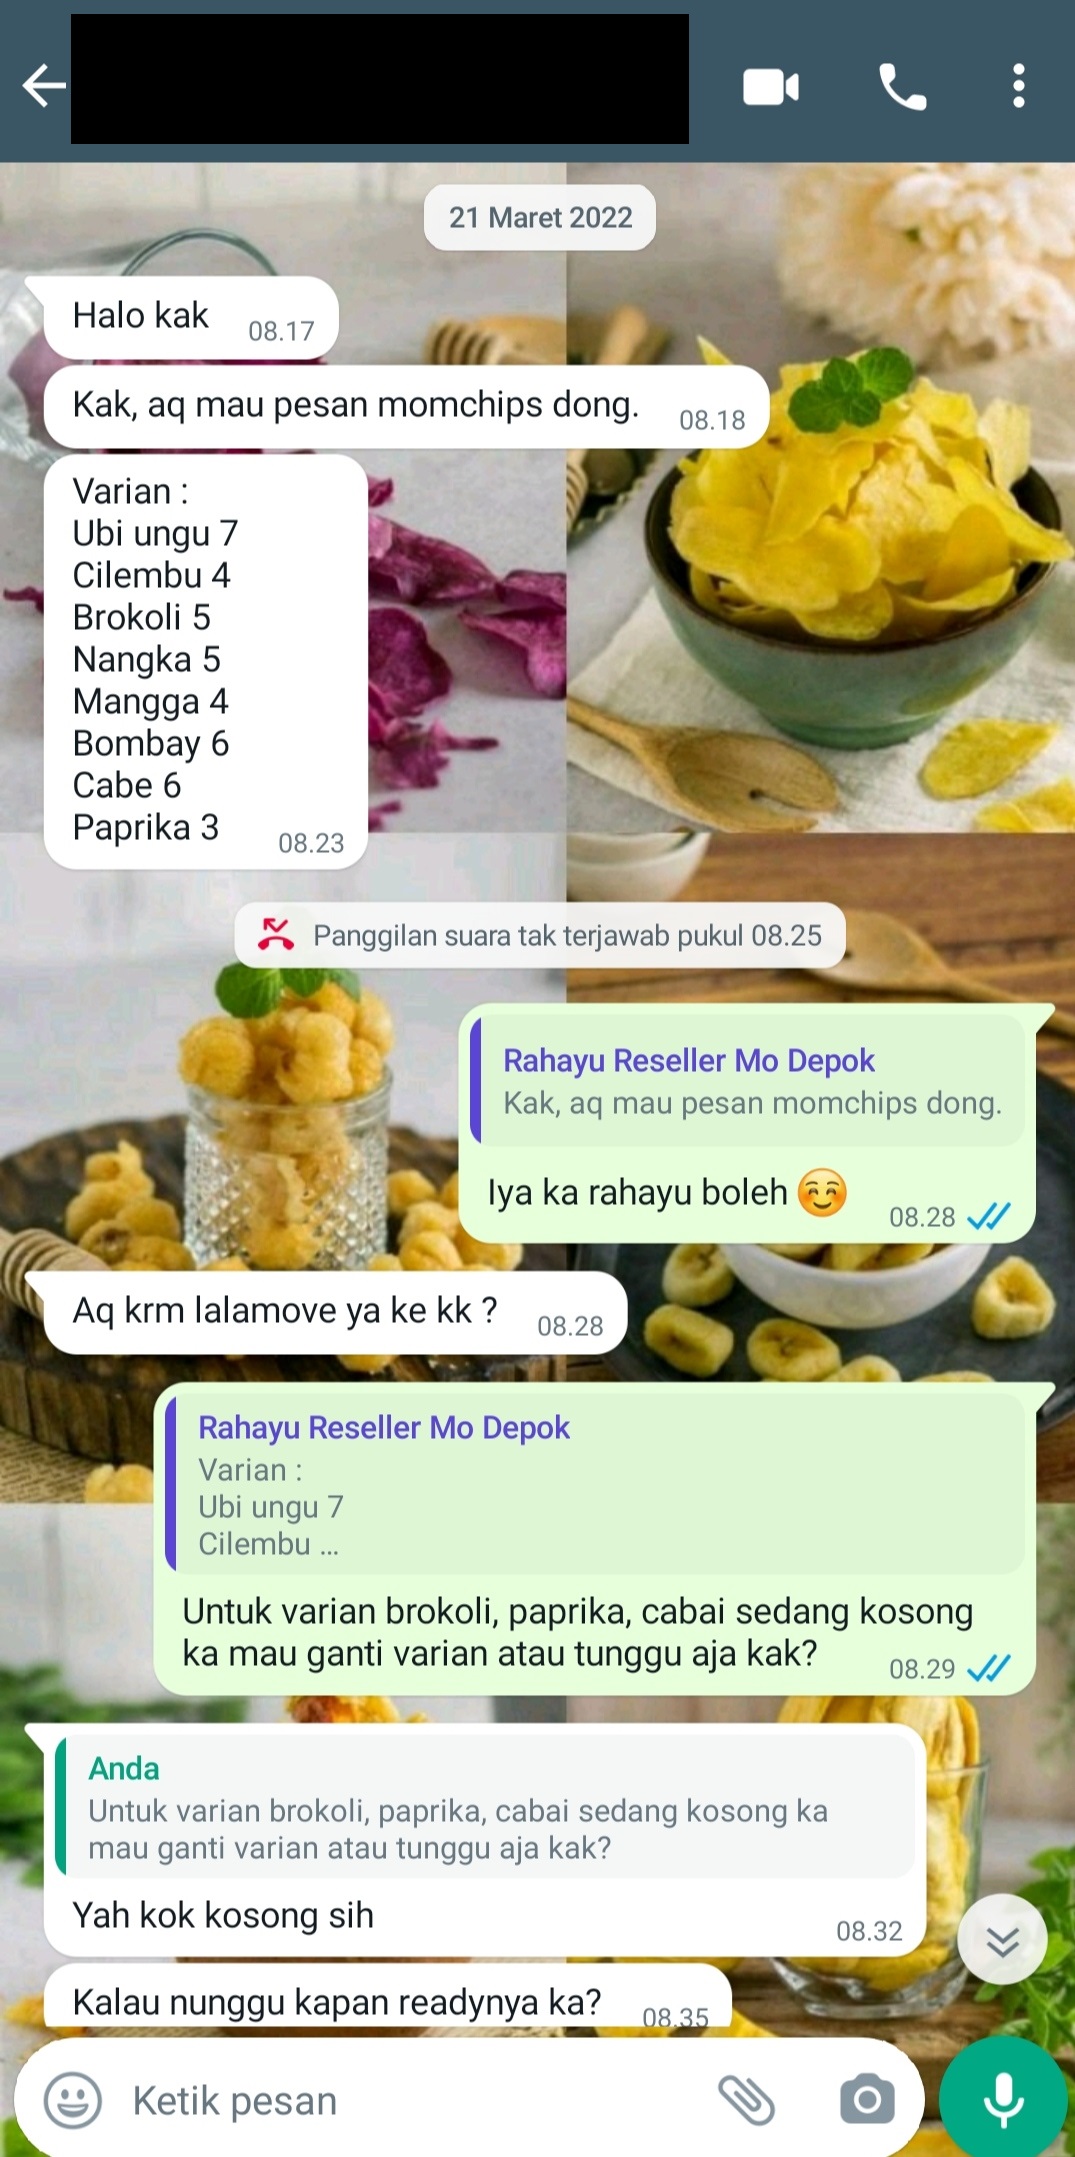 21 Maret 2022
Halo kak 08.17
Kak, aq mau pesan momchips dong. 08.18
Varian :
Ubi ungu 7
Cilembu 4
Brokoli 5
Nangka 5
Mangga 4
Bombay 6
Cabe 6
Paprika 3 08.23
Panggilan suara tak terjawab pukul 08.25
Rahayu Reseller Mo Depok
Kak, aq mau pesan momchips dong.
Iya ka rahayu boleh ☺️ 08.28
Aq krm lalamove ya ke kk ? 08.28
Rahayu Reseller Mo Depok
Varian :
Ubi ungu 7
Cilembu ...
Untuk varian brokoli, paprika, cabai sedang kosong
ka mau ganti varian atau tunggu aja kak? 08.29
Anda
Untuk varian brokoli, paprika, cabai sedang kosong ka
mau ganti varian atau tunggu aja kak?
Yah kok kosong sih 08.32
Kalau nunggu kapan readynya ka? 08.35
Ketik pesan